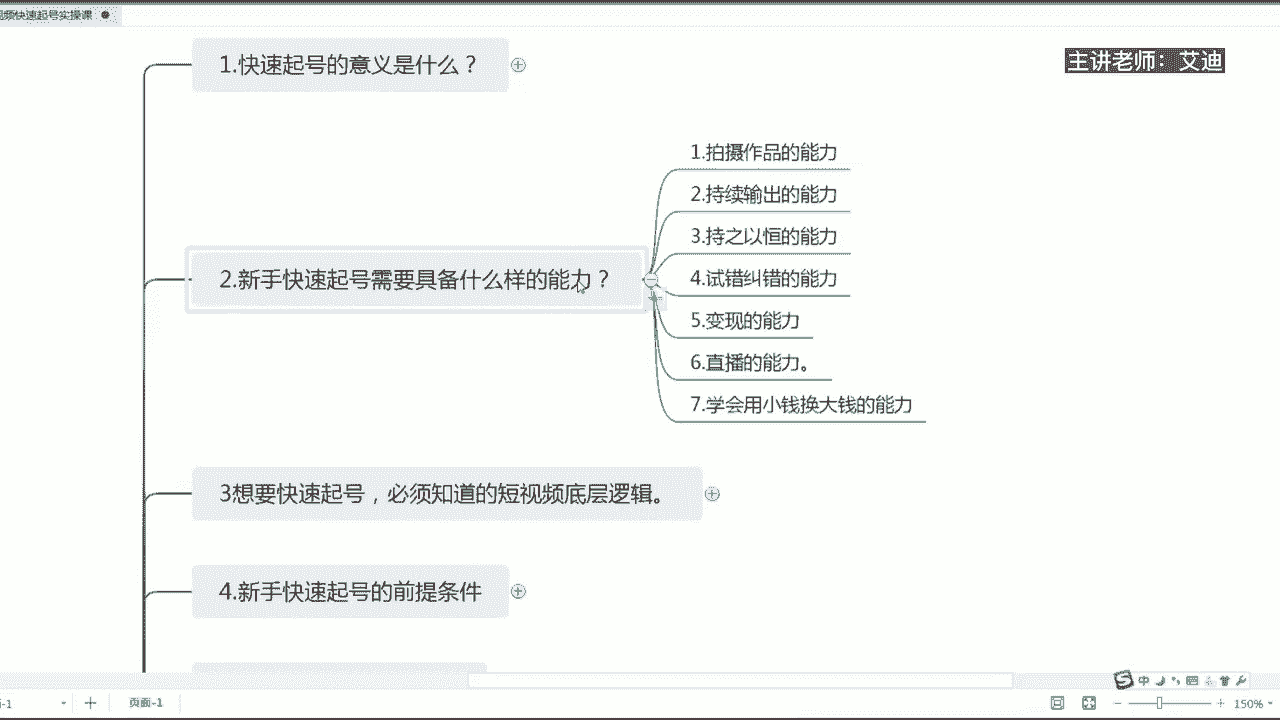 视频快速起号实操课
主讲老师：艾迪
1.快速起号的意义是什么？
2.新手快速起号需要具备什么样的能力？
1.拍摄作品的能力
2.持续输出的能力
3.持之以恒的能力
4.试错纠错的能力
5.变现的能力
6.直播的能力。
7.学会用小钱换大钱的能力
3想要快速起号，必须知道的短视频底层逻辑。
4.新手快速起号的前提条件
页面-1
中
150%